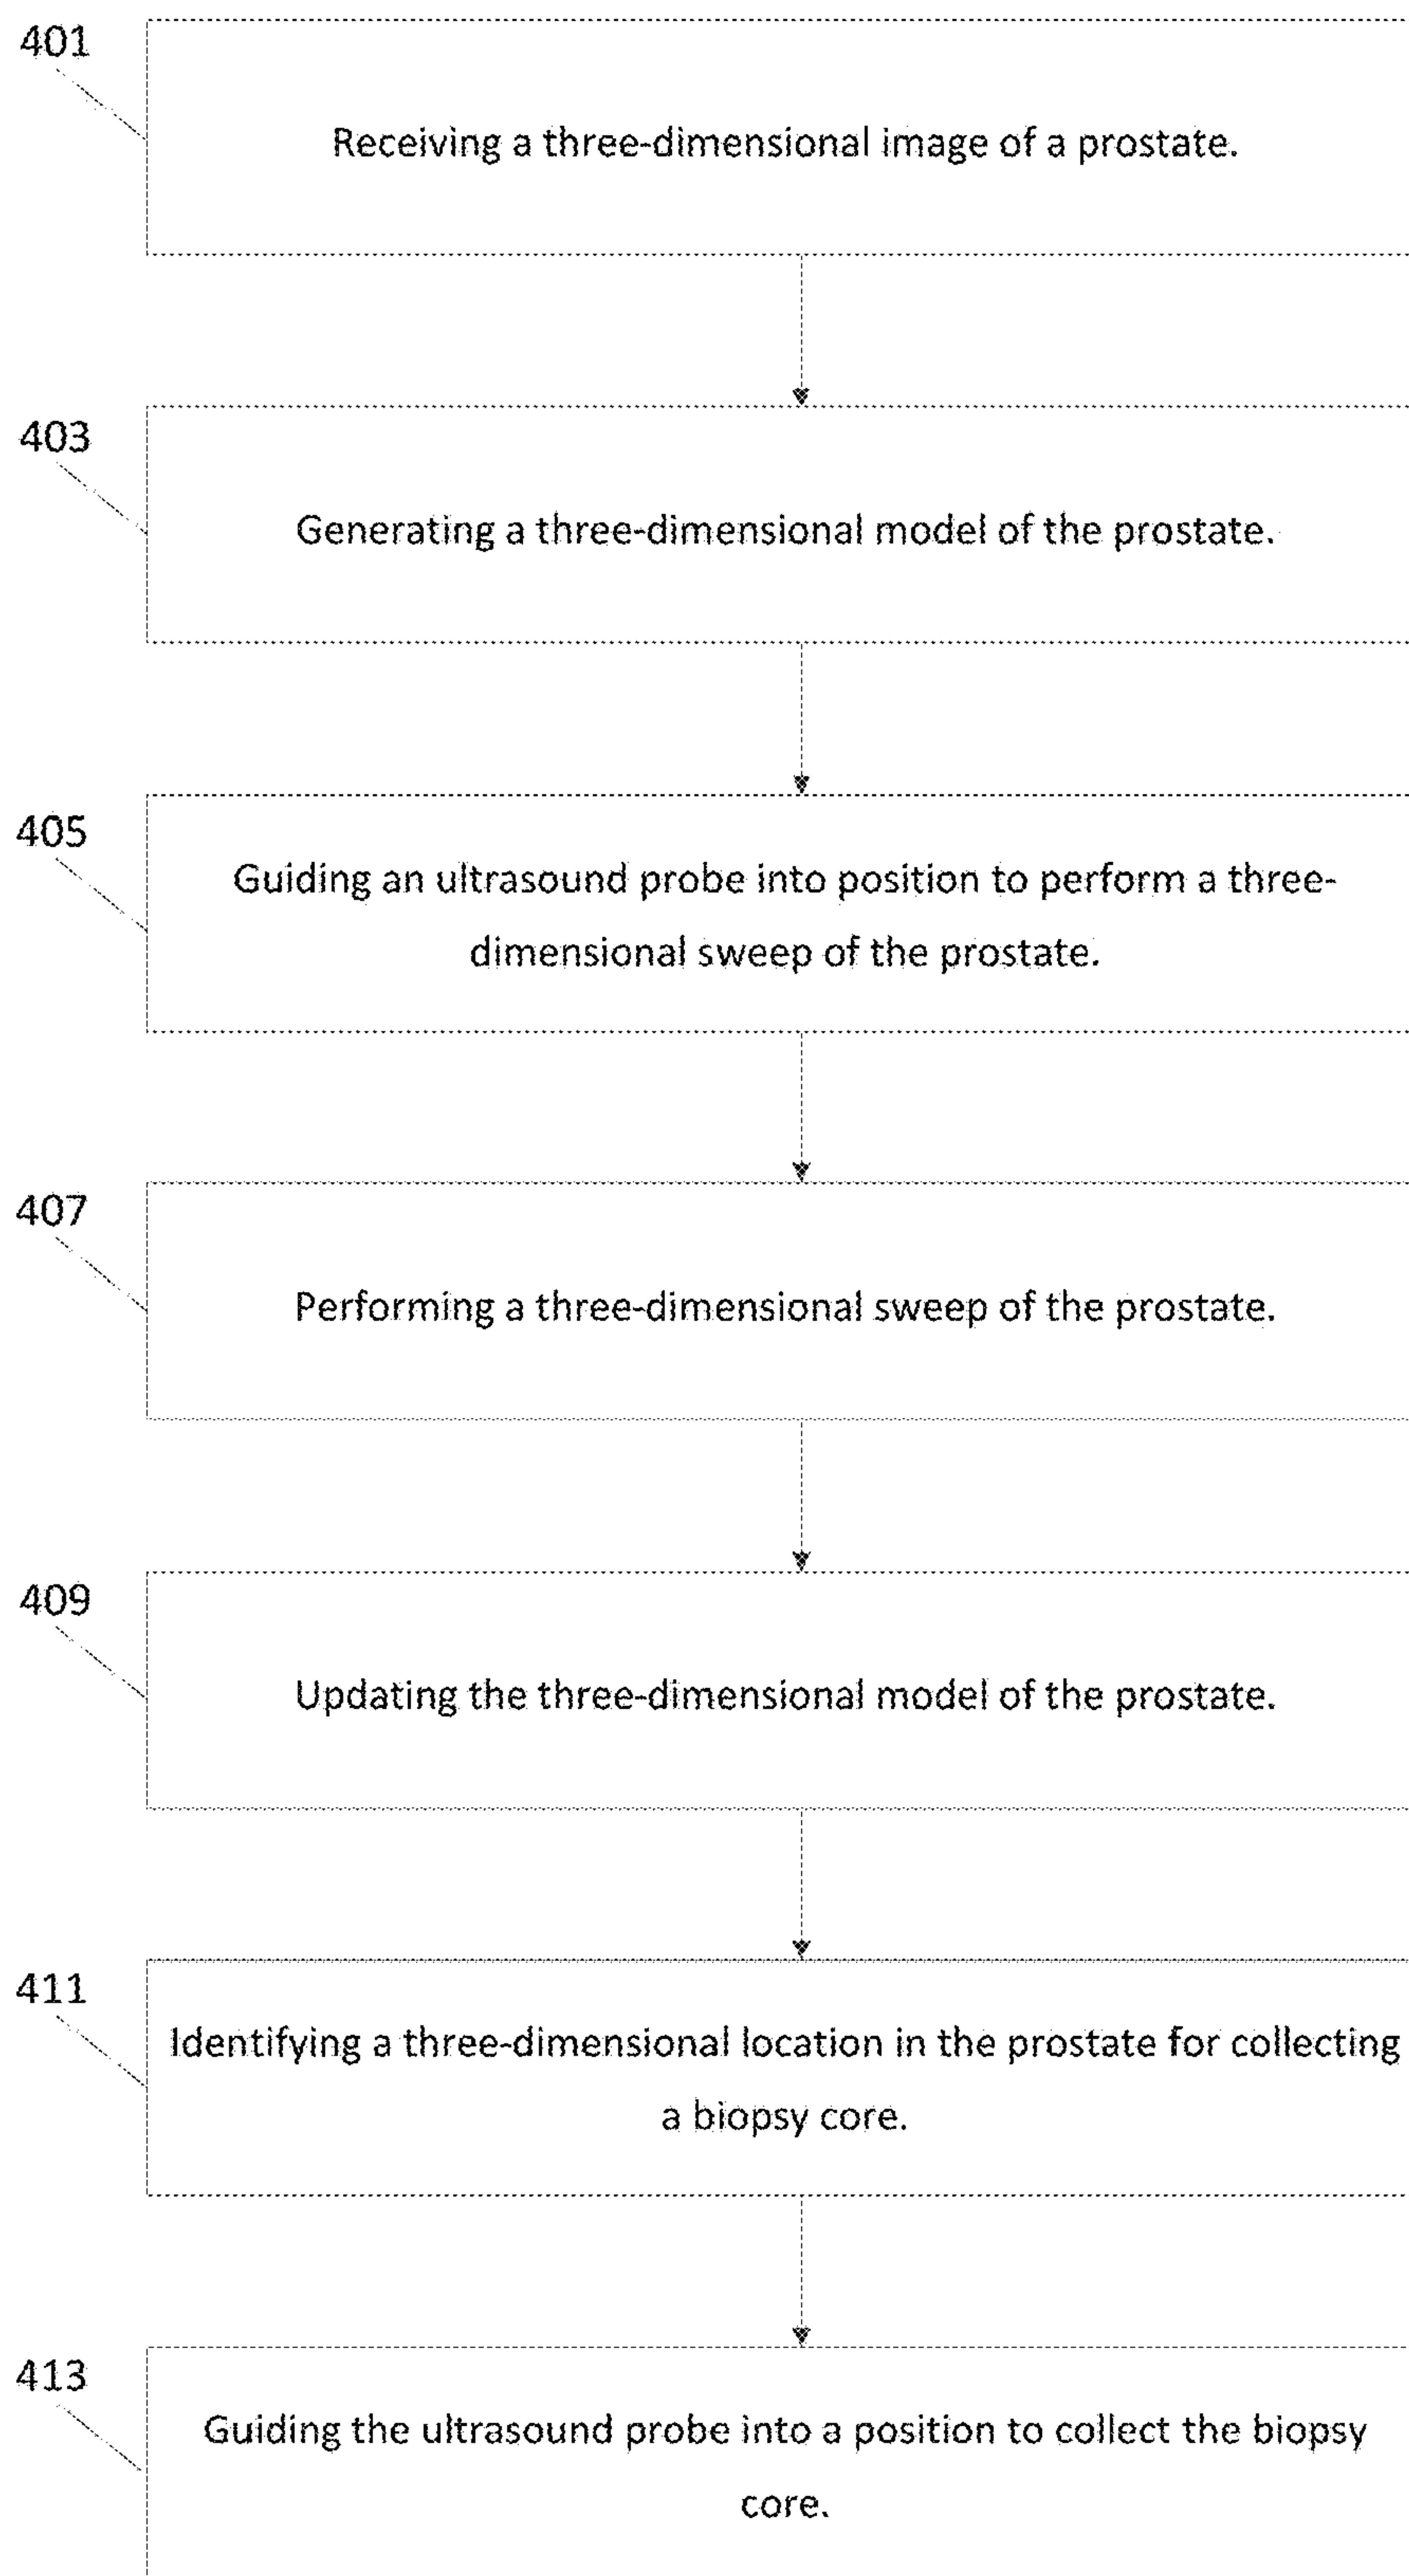 401
Receiving a three-dimensional image of a prostate.
403
Generating a three-dimensional model of the prostate.
405
Guiding an ultrasound probe into position to perform a three-
dimensional sweep of the prostate.
407
Performing a three-dimensional sweep of the prostate.
409
Updating the three-dimensional model of the prostate.
411
Identifying a three-dimensional location in the prostate for collecting
a biopsy core.
413
Guiding the ultrasound probe into a position to collect the biopsy
core.